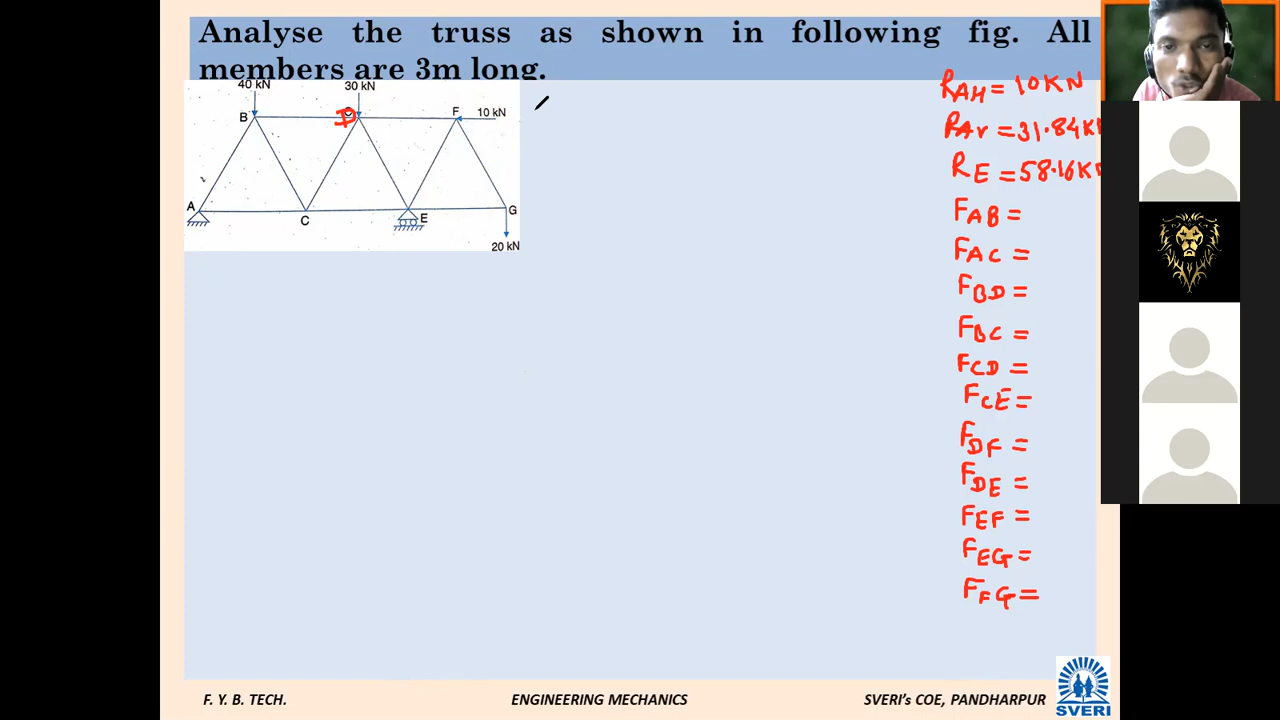 Analyse the truss as shown in following fig. All
members are 3m long.
40 kN
30 kN
B
D
F
10 kN
A
C
E
G
20 kN
RAH = 10KN
RAV = 31.84K
RE = 58.16K
FAB =
FAC =
FBD =
FBC =
FCD =
FCE =
FDF =
FDE =
FEF =
FEG =
FFG =
F. Y. B. TECH.
ENGINEERING MECHANICS
SVERI's COE, PANDHARPUR
SVERI